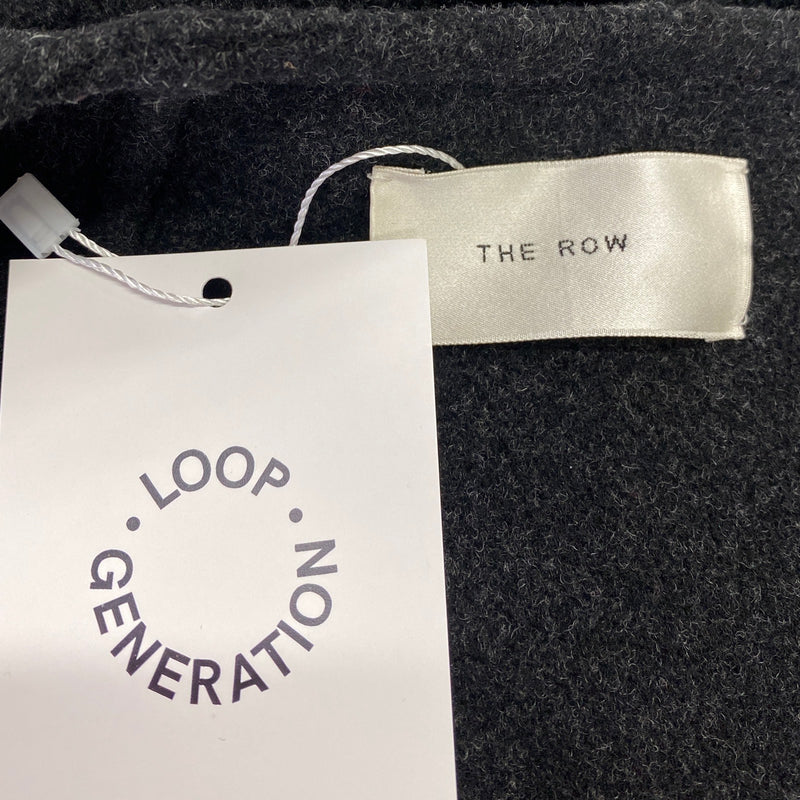 THE ROW
LOOP
GENERATION